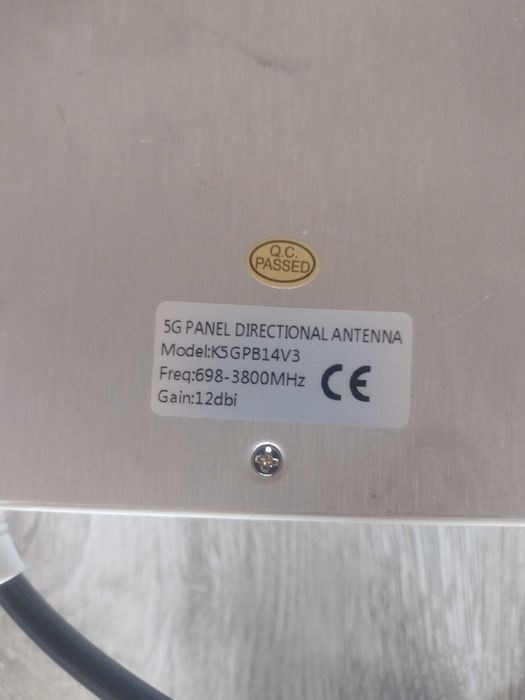 Q.C.
PASSED
5G PANEL DIRECTIONAL ANTENNA
Model:K5GPB14V3
Freq:698-3800MHz
Gain:12dbi
CE